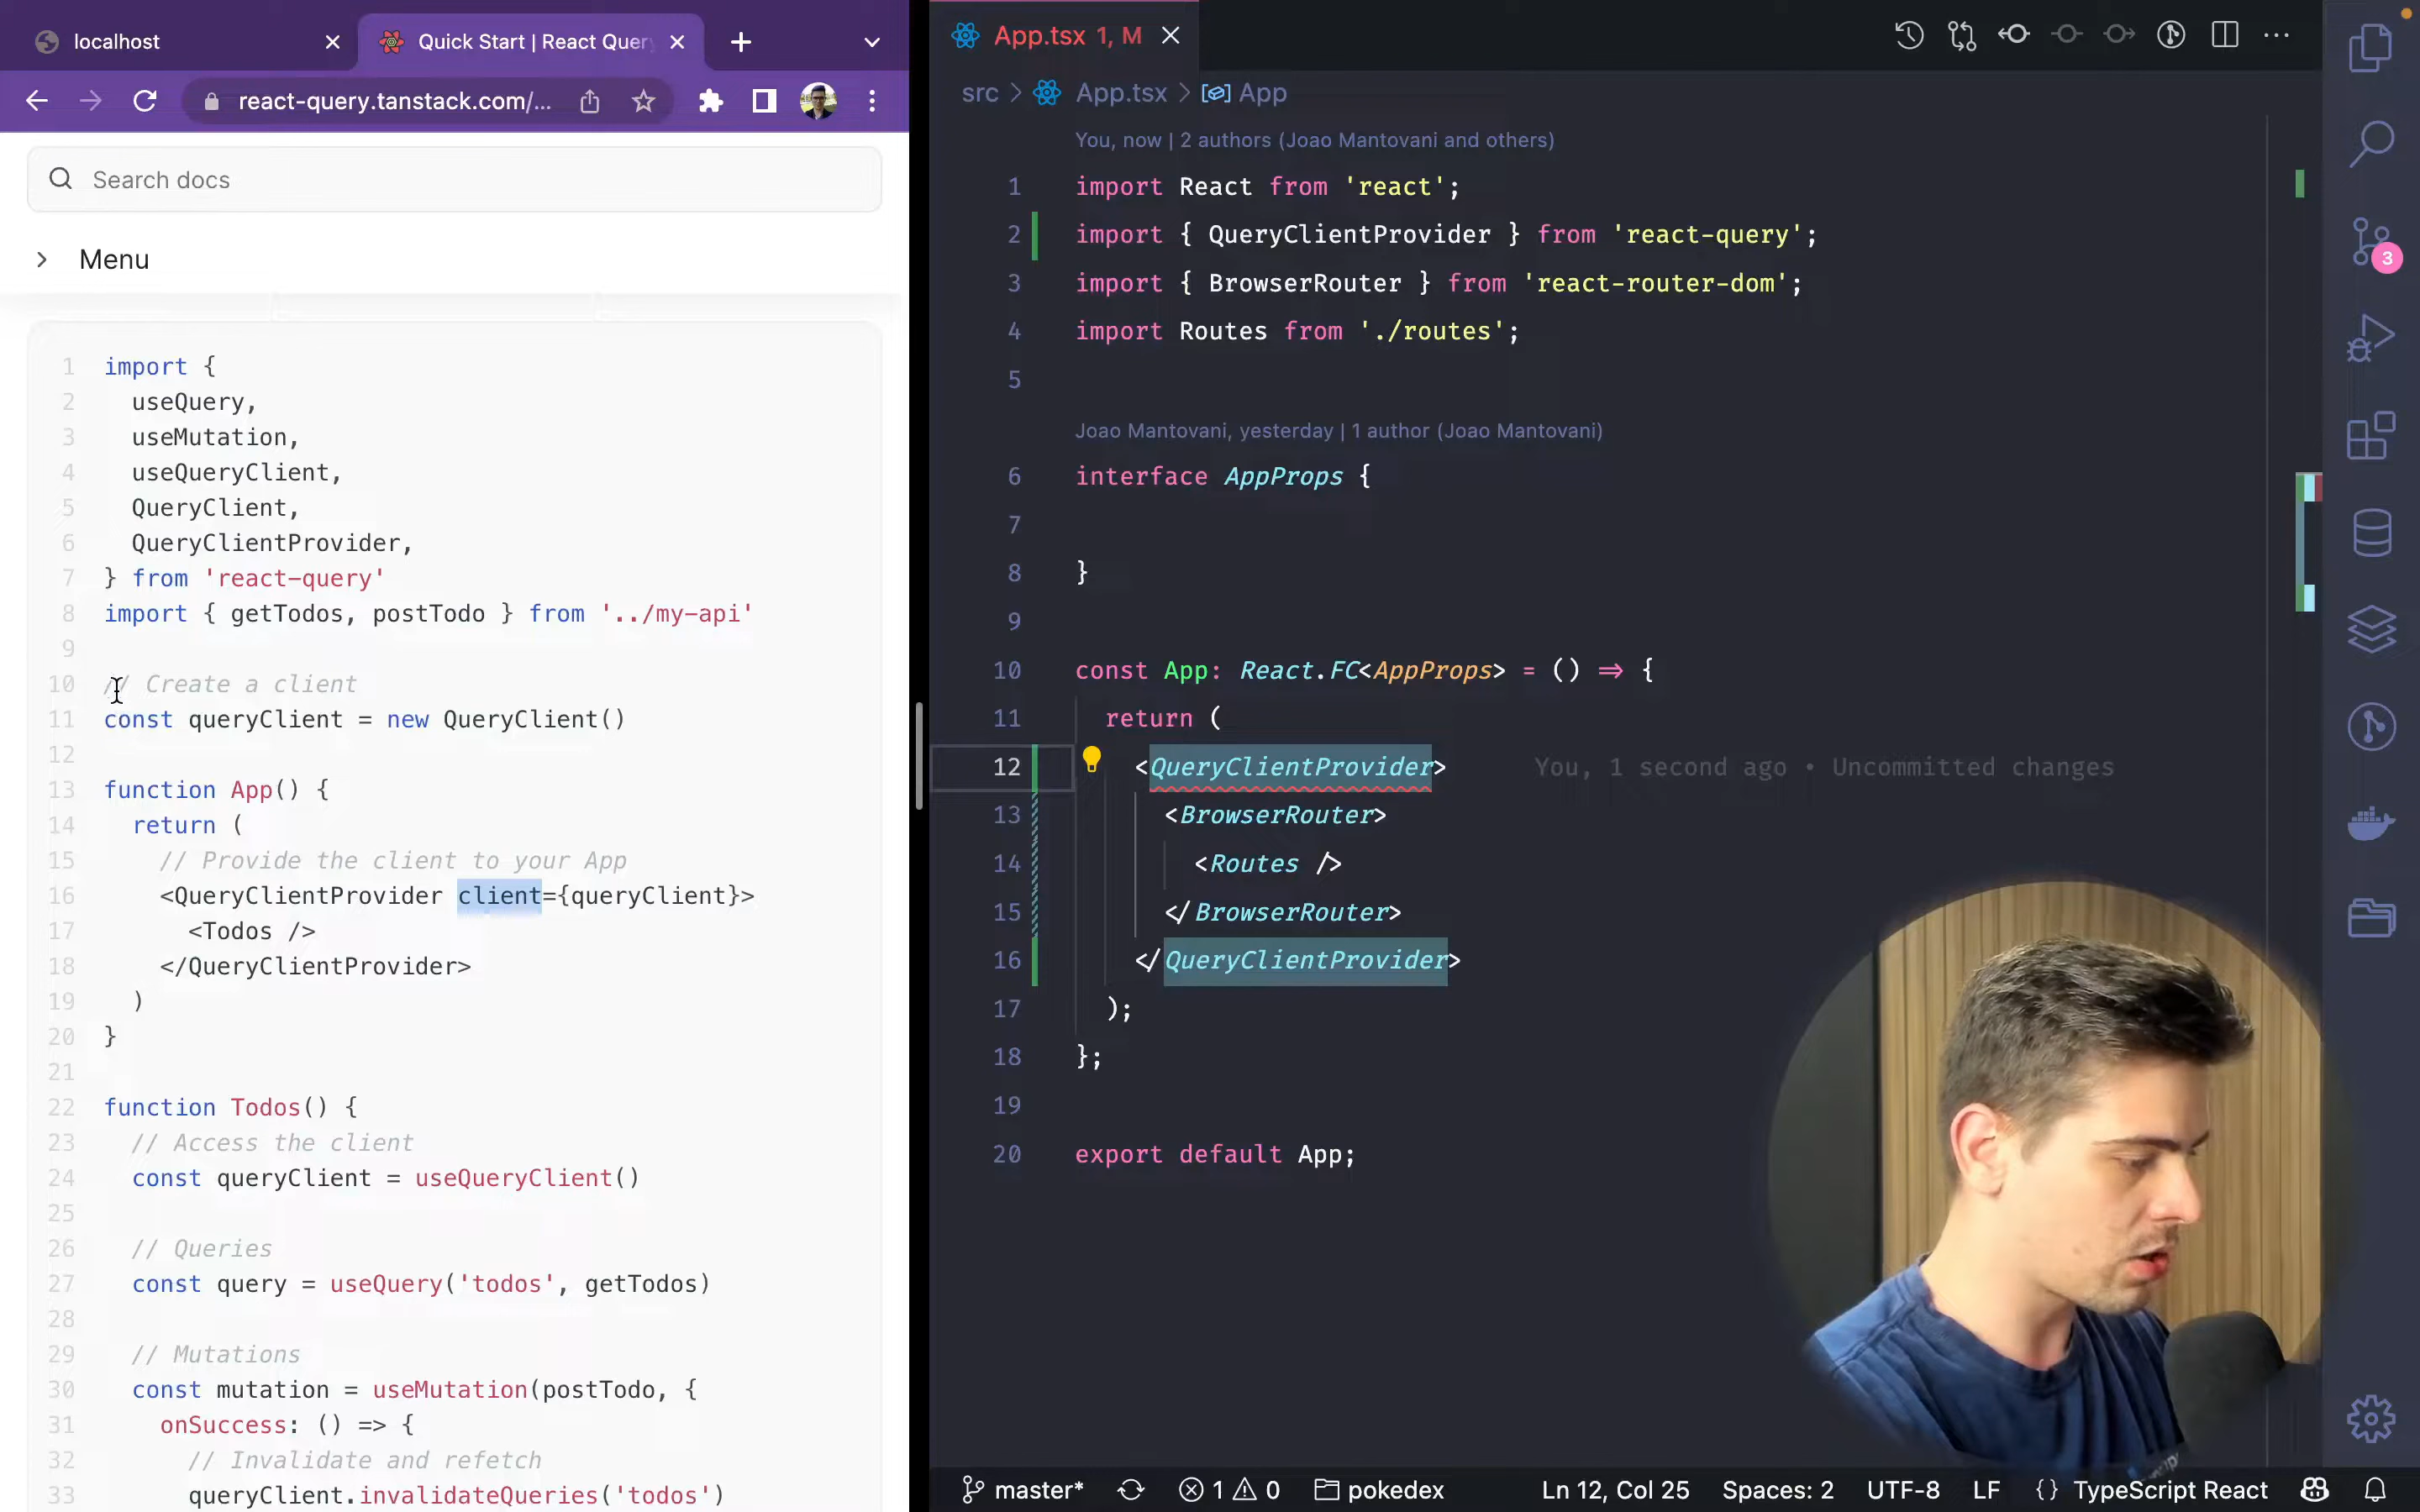 localhost
Quick Start | React Quer
react-query.tanstack.com/...
Search docs
Menu
1 import {
2 useQuery,
3 useMutation,
4 useQueryClient,
5 QueryClient,
6 QueryClientProvider,
7 } from 'react-query'
8 import { getTodos, postTodo } from '../my-api'
9
10 // Create a client
11 const queryClient = new QueryClient()
12
13 function App() {
14 return (
15 // Provide the client to your App
16 <QueryClientProvider client={queryClient}>
17 <Todos />
18 </QueryClientProvider>
19 )
20 }
21
22 function Todos() {
23 // Access the client
24 const queryClient = useQueryClient()
25
26 // Queries
27 const query = useQuery('todos', getTodos)
28
29 // Mutations
30 const mutation = useMutation(postTodo, {
31 onSuccess: () => {
32 // Invalidate and refetch
33 queryClient.invalidateQueries('todos')
App.tsx 1, M
src > App.tsx > App
You, now | 2 authors (Joao Mantovani and others)
1 import React from 'react';
2 import { QueryClientProvider } from 'react-query';
3 import { BrowserRouter } from 'react-router-dom';
4 import Routes from './routes';
5
Joao Mantovani, yesterday | 1 author (Joao Mantovani)
6 interface AppProps {
7
8 }
9
10 const App: React.FC<AppProps> = () => {
11 return (
12 <QueryClientProvider> You, 1 second ago • Uncommitted changes
13 <BrowserRouter>
14 <Routes />
15 </BrowserRouter>
16 </QueryClientProvider>
17 );
18 };
19
20 export default App;
3
master* 1 0 pokedex Ln 12, Col 25 Spaces: 2 UTF-8 LF {} TypeScript React